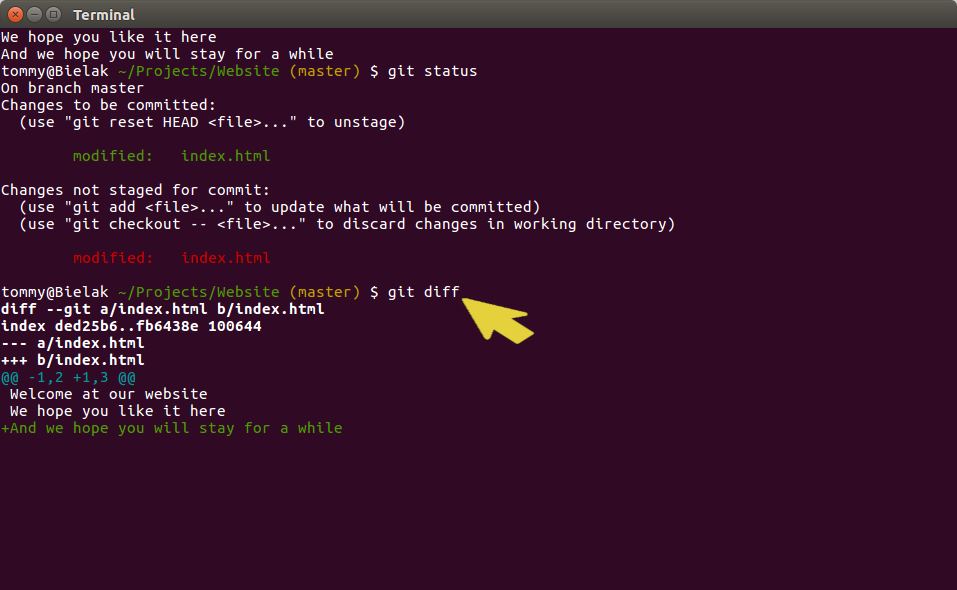 Terminal
We hope you like it here
And we hope you will stay for a while
tommy@Bielak ~/Projects/Website (master) $ git status
On branch master
Changes to be committed:
  (use "git reset HEAD <file>..." to unstage)
        modified:   index.html
Changes not staged for commit:
  (use "git add <file>..." to update what will be committed)
  (use "git checkout -- <file>..." to discard changes in working directory)
        modified:   index.html
tommy@Bielak ~/Projects/Website (master) $ git diff
diff --git a/index.html b/index.html
index ded25b6..fb6438e 100644
--- a/index.html
+++ b/index.html
@@ -1,2 +1,3 @@
 Welcome at our website
 We hope you like it here
+And we hope you will stay for a while